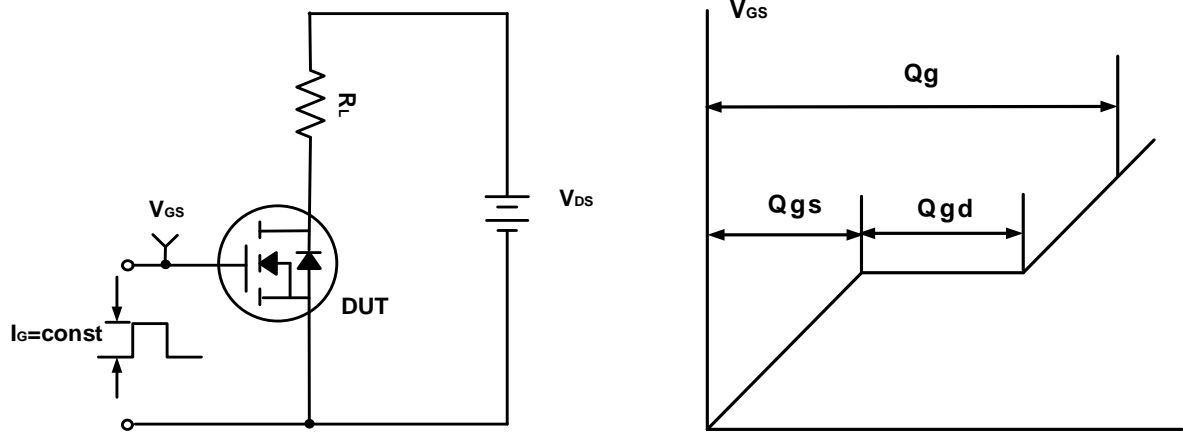 RL
VDS
VGS
DUT
IG=const
VGS
Qg
Qgs
Qgd